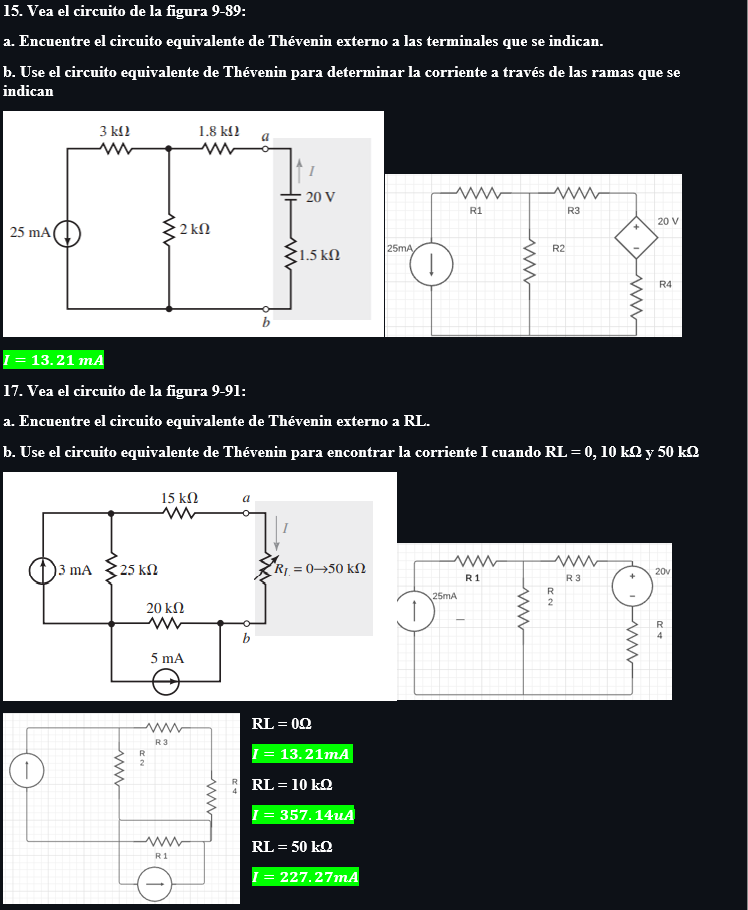 15. Vea el circuito de la figura 9-89:
a. Encuentre el circuito equivalente de Thévenin externo a las terminales que se indican.
b. Use el circuito equivalente de Thévenin para determinar la corriente a través de las ramas que se
indican
3 kΩ 1.8 kΩ a
I
20 V
25 mA 2 kΩ
1.5 kΩ
b
R1 R3
20 V
+
25mA R2
-
R4
I = 13.21 mA
17. Vea el circuito de la figura 9-91:
a. Encuentre el circuito equivalente de Thévenin externo a RL.
b. Use el circuito equivalente de Thévenin para encontrar la corriente I cuando RL = 0, 10 kΩ y 50 kΩ
15 kΩ a
I
3 mA 25 kΩ RL = 0→50 kΩ
20 kΩ
b
5 mA
R1 R3 + 20v
25mA R
2
-
R
4
R3
R
2
R
4
R1
RL = 0Ω
I = 13.21mA
RL = 10 kΩ
I = 357.14uA
RL = 50 kΩ
I = 227.27mA